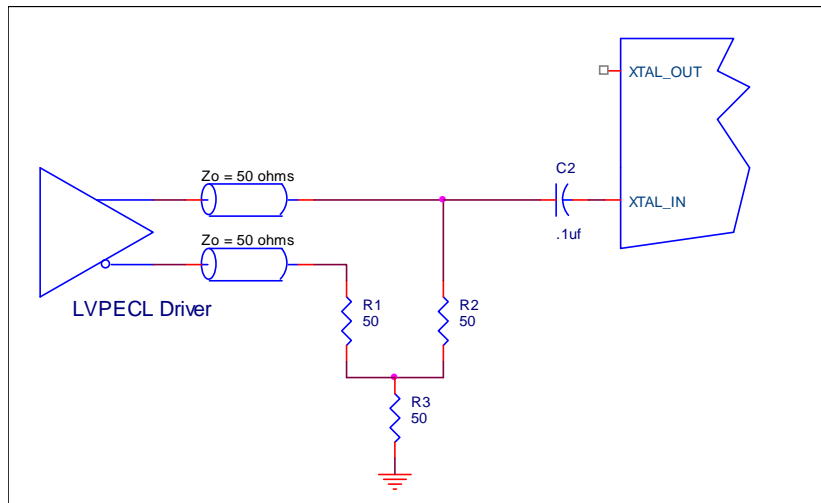 XTAL_OUT
Zo = 50 ohms
C2
XTAL_IN
.1uf
Zo = 50 ohms
LVPECL Driver
R1
50
R2
50
R3
50